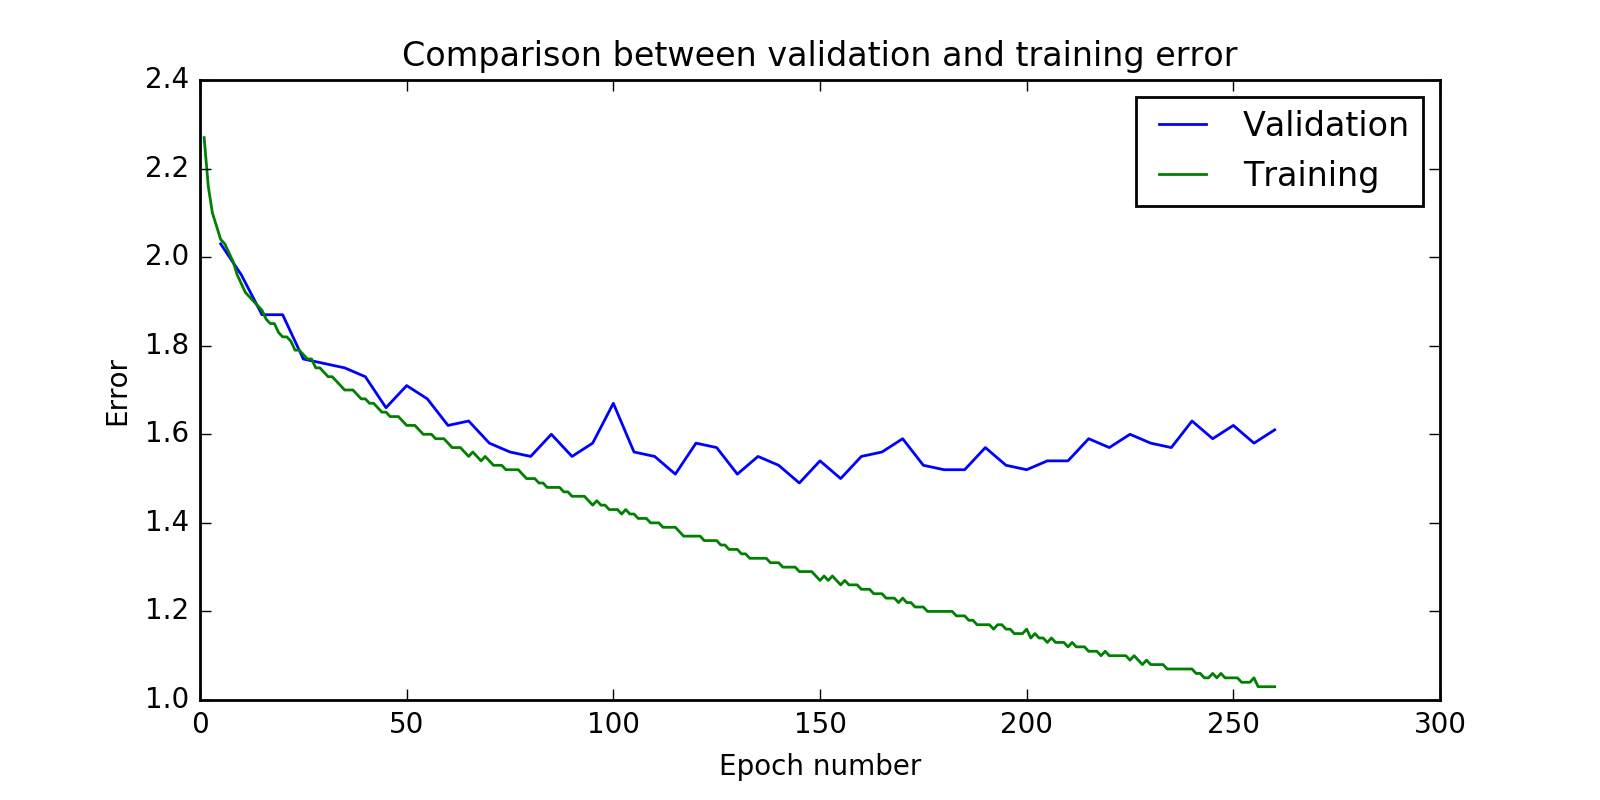 Comparison between validation and training error
2.4
2.2
2.0
1.8
1.6
1.4
1.2
1.0
Error
Validation
Training
0 50 100 150 200 250 300
Epoch number